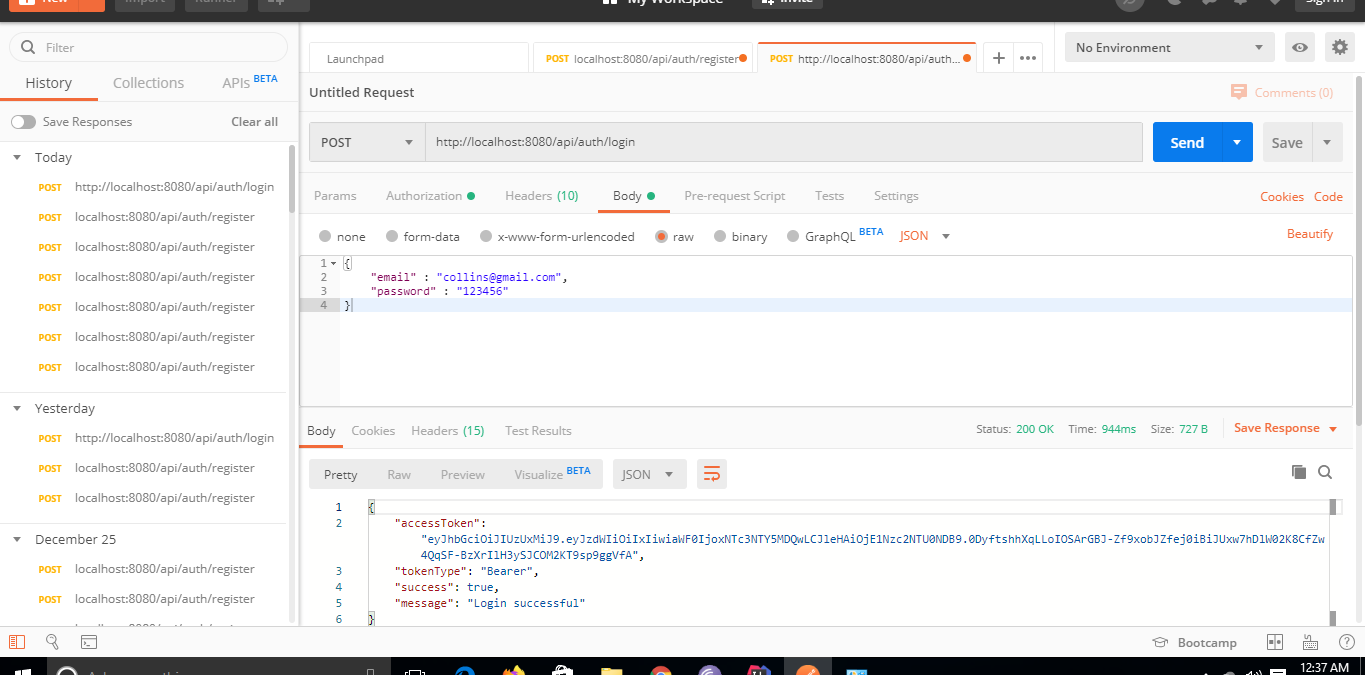 New Import Runner My Workspace Invite Sign In
Filter
History Collections APIs BETA
Save Responses Clear all
Today
POST http://localhost:8080/api/auth/login
POST localhost:8080/api/auth/register
POST localhost:8080/api/auth/register
POST localhost:8080/api/auth/register
POST localhost:8080/api/auth/register
POST localhost:8080/api/auth/register
POST localhost:8080/api/auth/register
Yesterday
POST http://localhost:8080/api/auth/login
POST localhost:8080/api/auth/register
POST localhost:8080/api/auth/register
December 25
POST localhost:8080/api/auth/register
POST localhost:8080/api/auth/register
Launchpad POST localhost:8080/api/auth/register POST http://localhost:8080/api/auth... No Environment
Untitled Request Comments (0)
POST http://localhost:8080/api/auth/login Send Save
Params Authorization Headers (10) Body Pre-request Script Tests Settings Cookies Code
none form-data x-www-form-urlencoded raw binary GraphQL BETA JSON Beautify
1 {
2 "email" : "collins@gmail.com",
3 "password" : "123456"
4 }
Body Cookies Headers (15) Test Results Status: 200 OK Time: 944ms Size: 727 B Save Response
Pretty Raw Preview Visualize BETA JSON
1 {
2 "accessToken":
"eyJhbGciOiJIUzUxMiJ9.eyJzdWIiOiIxIiwiaWF0IjoxNTc3NTY5MDQwLCJleHAiOjE1Nzc2NTU0NDB9.0DyftshhXqLLoIOSArGBJ-Zf9xobJZfej0iBiJUxw7hDlW02K8CfZw
4QqSF-BzXrIlH3ySJCOM2KT9sp9ggVfA",
3 "tokenType": "Bearer",
4 "success": true,
5 "message": "Login successful"
6 }
Bootcamp
12:37 AM